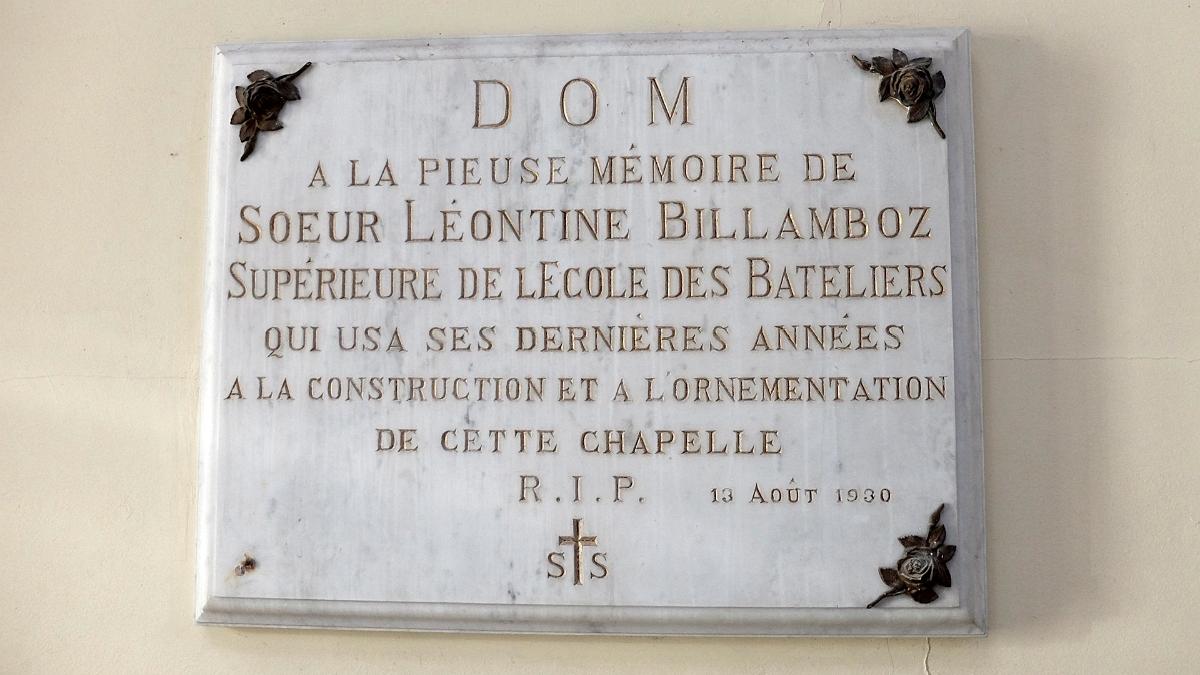 DOM
A LA PIEUSE MÉMOIRE DE
SOEUR LÉONTINE BILLAMBOZ
SUPÉRIEURE DE L'ECOLE DES BATELIERS
QUI USA SES DERNIÈRES ANNÉES
A LA CONSTRUCTION ET A L'ORNEMENTATION
DE CETTE CHAPELLE
R.I.P. 13 AOÛT 1930
S S